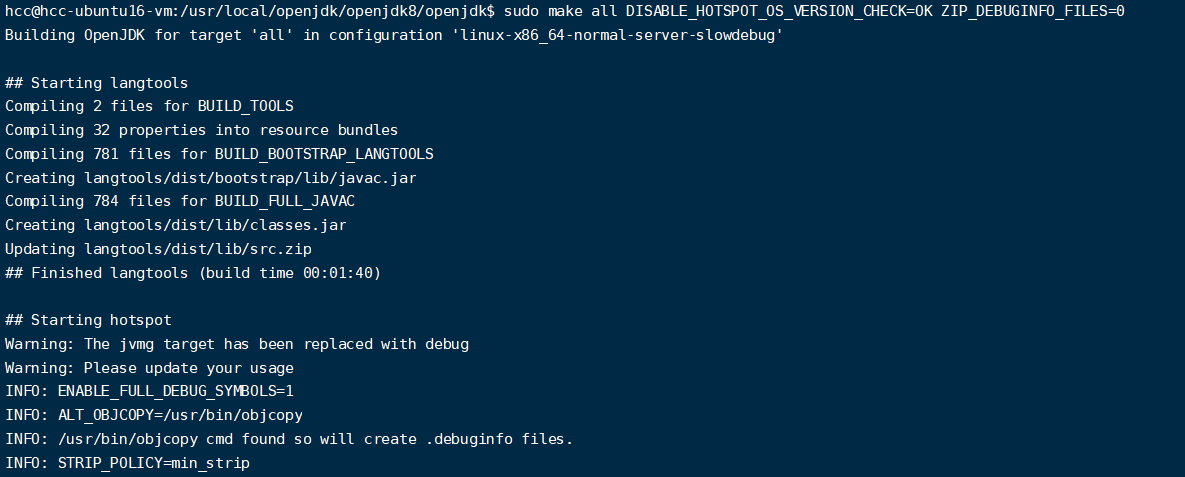 hcc@hcc-ubuntu16-vm:/usr/local/openjdk/openjdk8/openjdk$ sudo make all DISABLE_HOTSPOT_OS_VERSION_CHECK=OK ZIP_DEBUGINFO_FILES=0
Building OpenJDK for target 'all' in configuration 'linux-x86_64-normal-server-slowdebug'
## Starting langtools
Compiling 2 files for BUILD_TOOLS
Compiling 32 properties into resource bundles
Compiling 781 files for BUILD_BOOTSTRAP_LANGTOOLS
Creating langtools/dist/bootstrap/lib/javac.jar
Compiling 784 files for BUILD_FULL_JAVAC
Creating langtools/dist/lib/classes.jar
Updating langtools/dist/lib/src.zip
## Finished langtools (build time 00:01:40)
## Starting hotspot
Warning: The jvmg target has been replaced with debug
Warning: Please update your usage
INFO: ENABLE_FULL_DEBUG_SYMBOLS=1
INFO: ALT_OBJCOPY=/usr/bin/objcopy
INFO: /usr/bin/objcopy cmd found so will create .debuginfo files.
INFO: STRIP_POLICY=min_strip